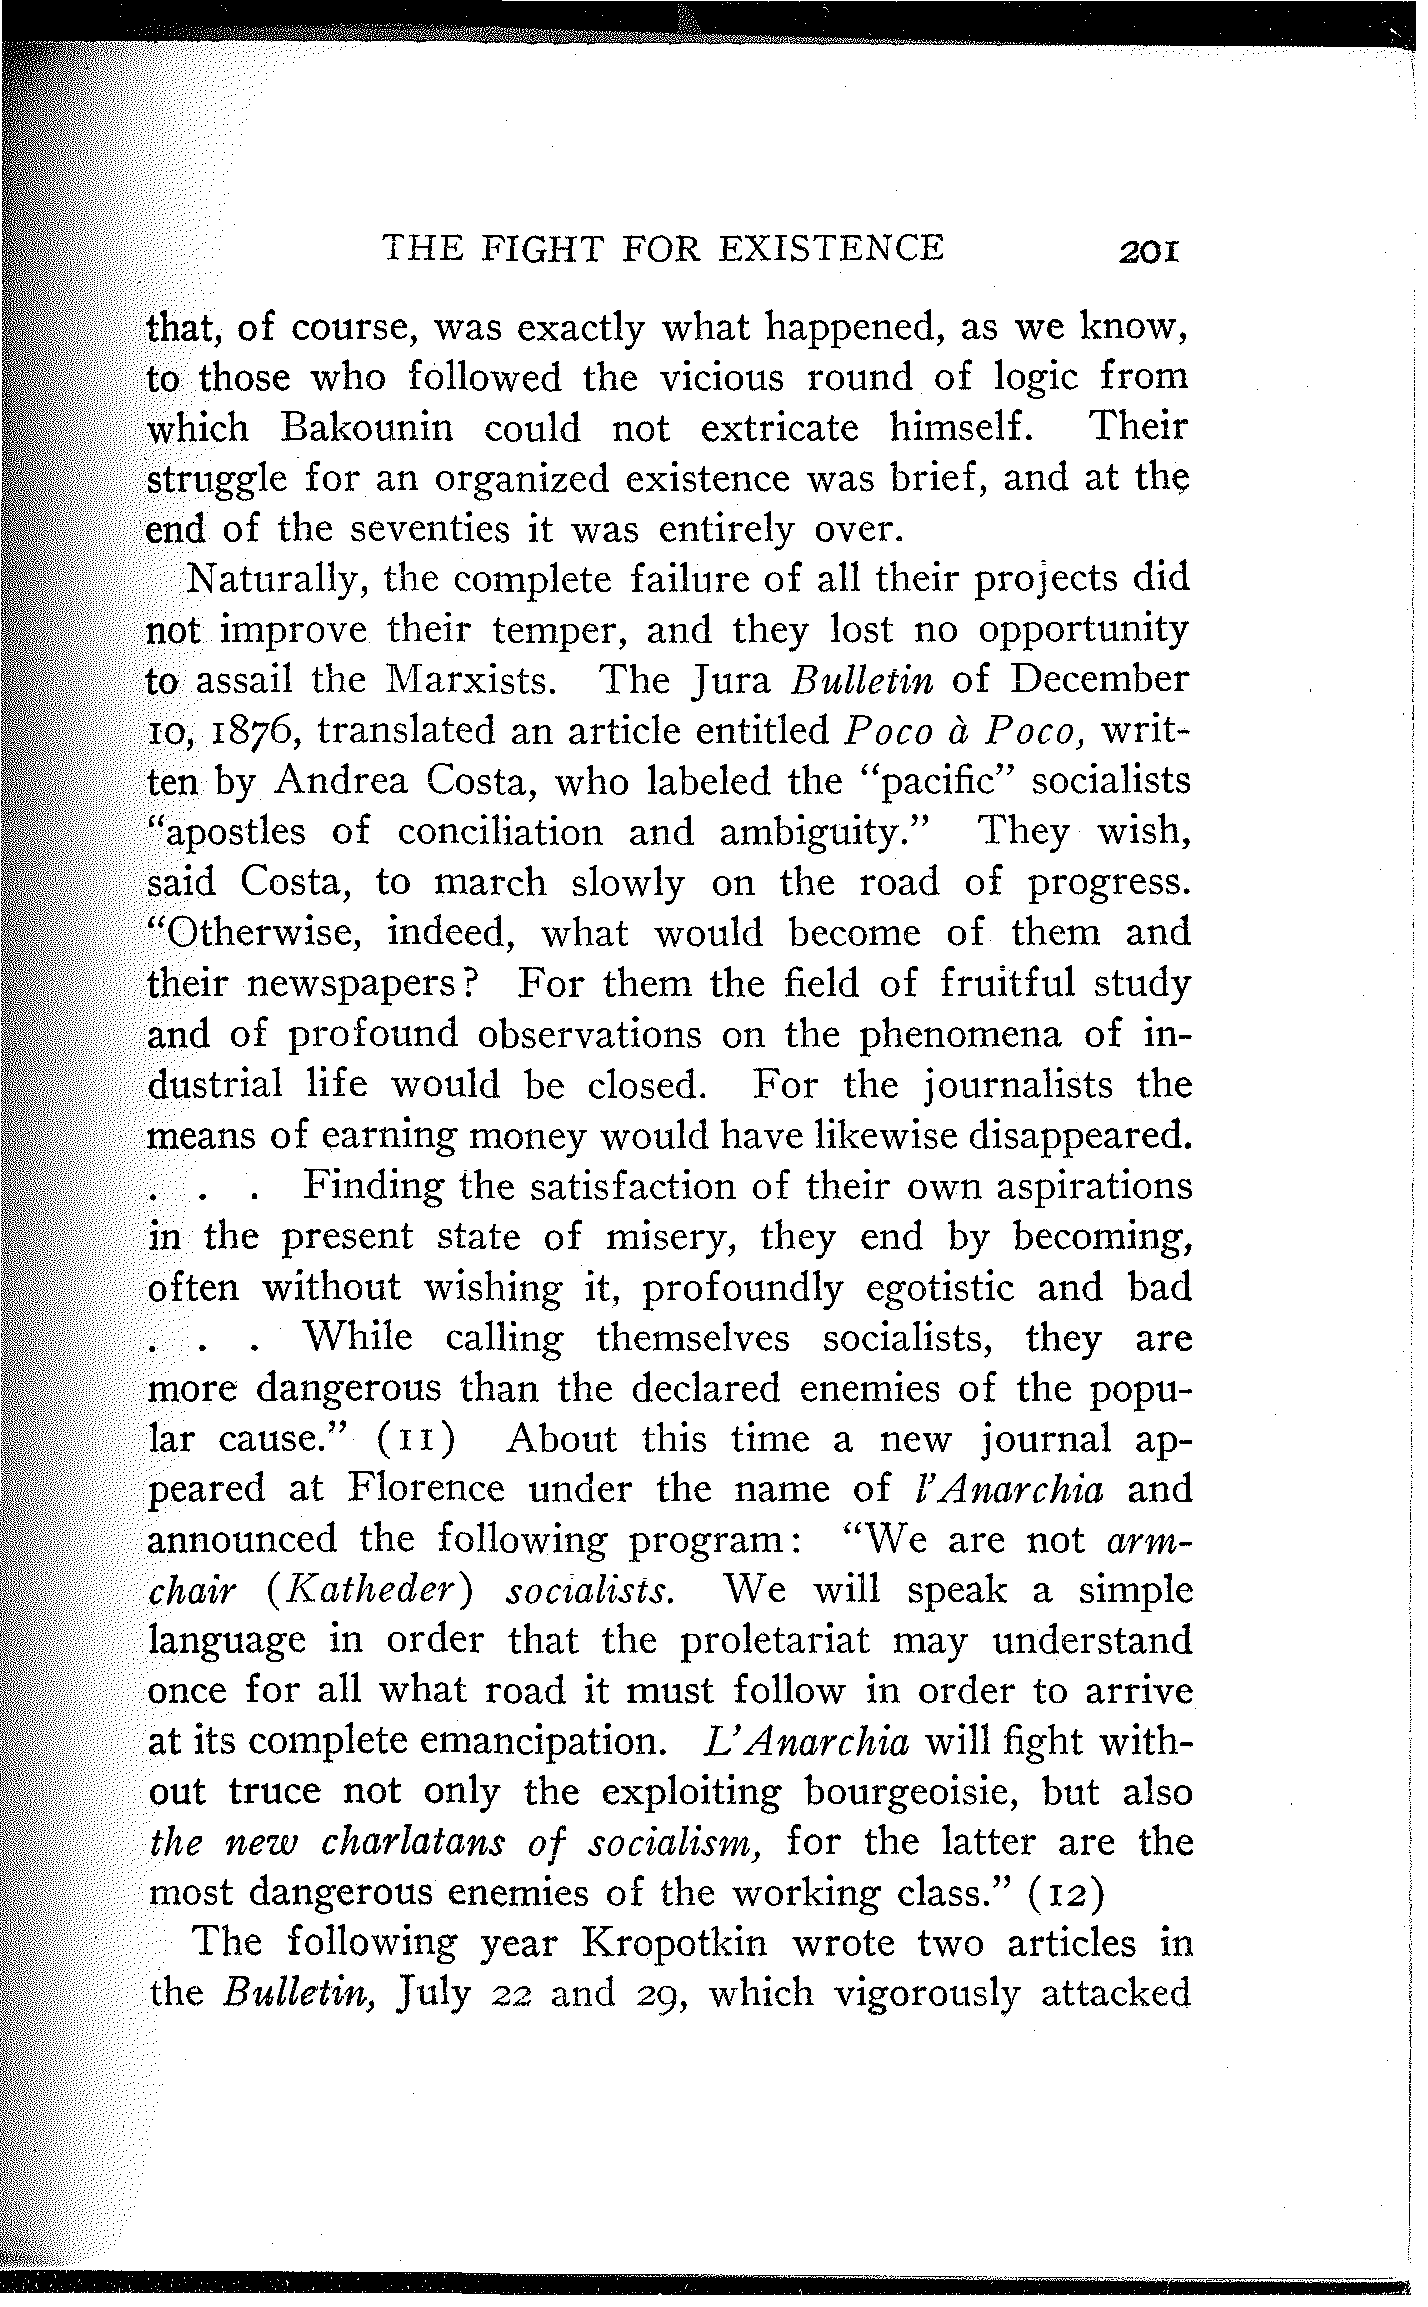 THE FIGHT FOR EXISTENCE 201
that, of course, was exactly what happened, as we know,
to those who followed the vicious round of logic from
which Bakounin could not extricate himself. Their
struggle for an organized existence was brief, and at the
end of the seventies it was entirely over.
Naturally, the complete failure of all their projects did
not improve their temper, and they lost no opportunity
to assail the Marxists. The Jura Bulletin of December
10, 1876, translated an article entitled Poco à Poco, writ-
ten by Andrea Costa, who labeled the “pacific” socialists
“apostles of conciliation and ambiguity.” They wish,
said Costa, to march slowly on the road of progress.
“Otherwise, indeed, what would become of them and
their newspapers? For them the field of fruitful study
and of profound observations on the phenomena of in-
dustrial life would be closed. For the journalists the
means of earning money would have likewise disappeared.
. . . Finding the satisfaction of their own aspirations
in the present state of misery, they end by becoming,
often without wishing it, profoundly egotistic and bad
. . . While calling themselves socialists, they are
more dangerous than the declared enemies of the popu-
lar cause.” (11) About this time a new journal ap-
peared at Florence under the name of l’Anarchia and
announced the following program: “We are not arm-
chair (Katheder) socialists. We will speak a simple
language in order that the proletariat may understand
once for all what road it must follow in order to arrive
at its complete emancipation. L’Anarchia will fight with-
out truce not only the exploiting bourgeoisie, but also
the new charlatans of socialism, for the latter are the
most dangerous enemies of the working class.” (12)
The following year Kropotkin wrote two articles in
the Bulletin, July 22 and 29, which vigorously attacked